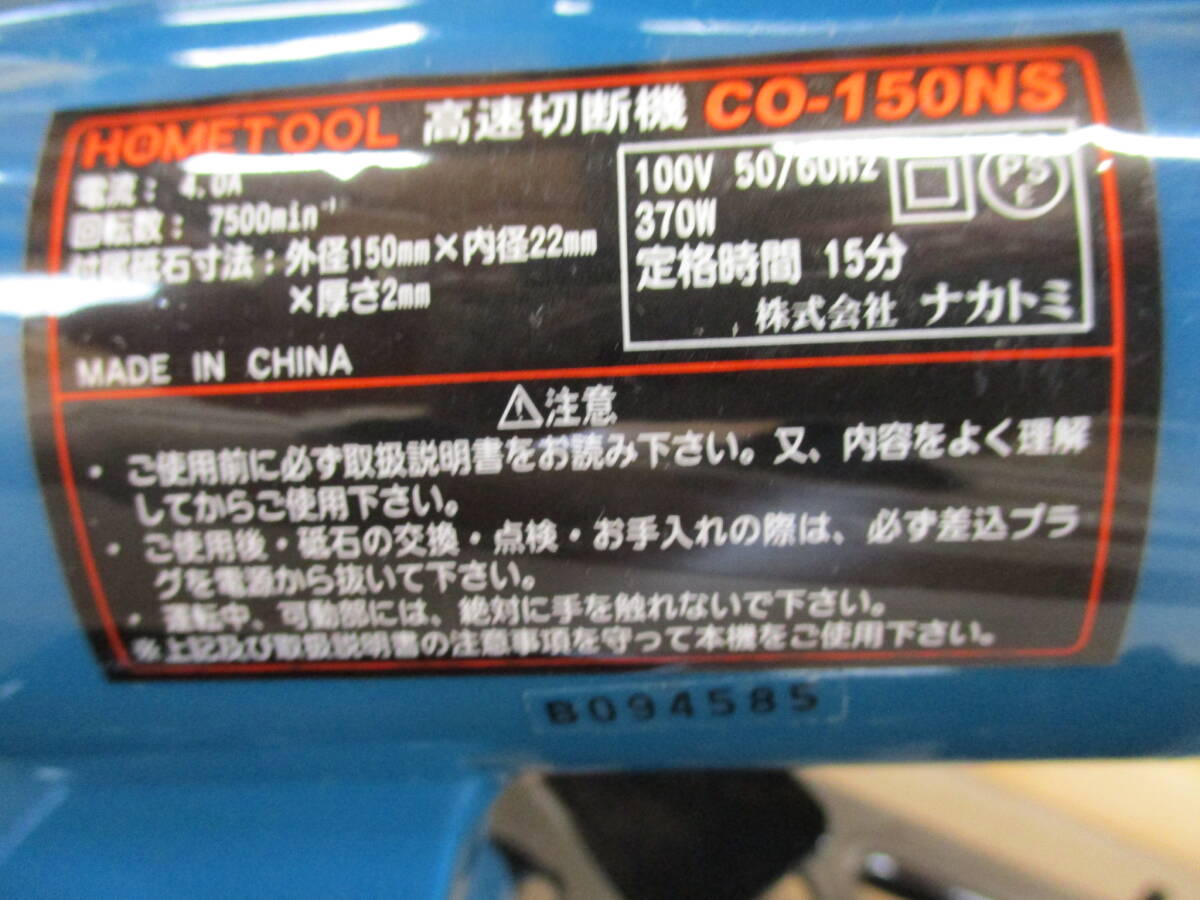 HOMETOOL 高速切断機 CO-150NS
電流: 4.0A
回転数: 7500min⁻¹
付属砥石寸法:外径150mm×内径22mm
×厚さ2mm
MADE IN CHINA
100V 50/60Hz
PS
E
370W
定格時間 15分
株式会社 ナカトミ
⚠注意
・ご使用前に必ず取扱説明書をお読み下さい。又、内容をよく理解
してからご使用下さい。
・ご使用後・砥石の交換・点検・お手入れの際は、必ず差込プラ
グを電源から抜いて下さい。
・運転中、可動部には、絶対に手を触れないで下さい。
※上記及び取扱説明書の注意事項を守って本機をご使用下さい。
B094585